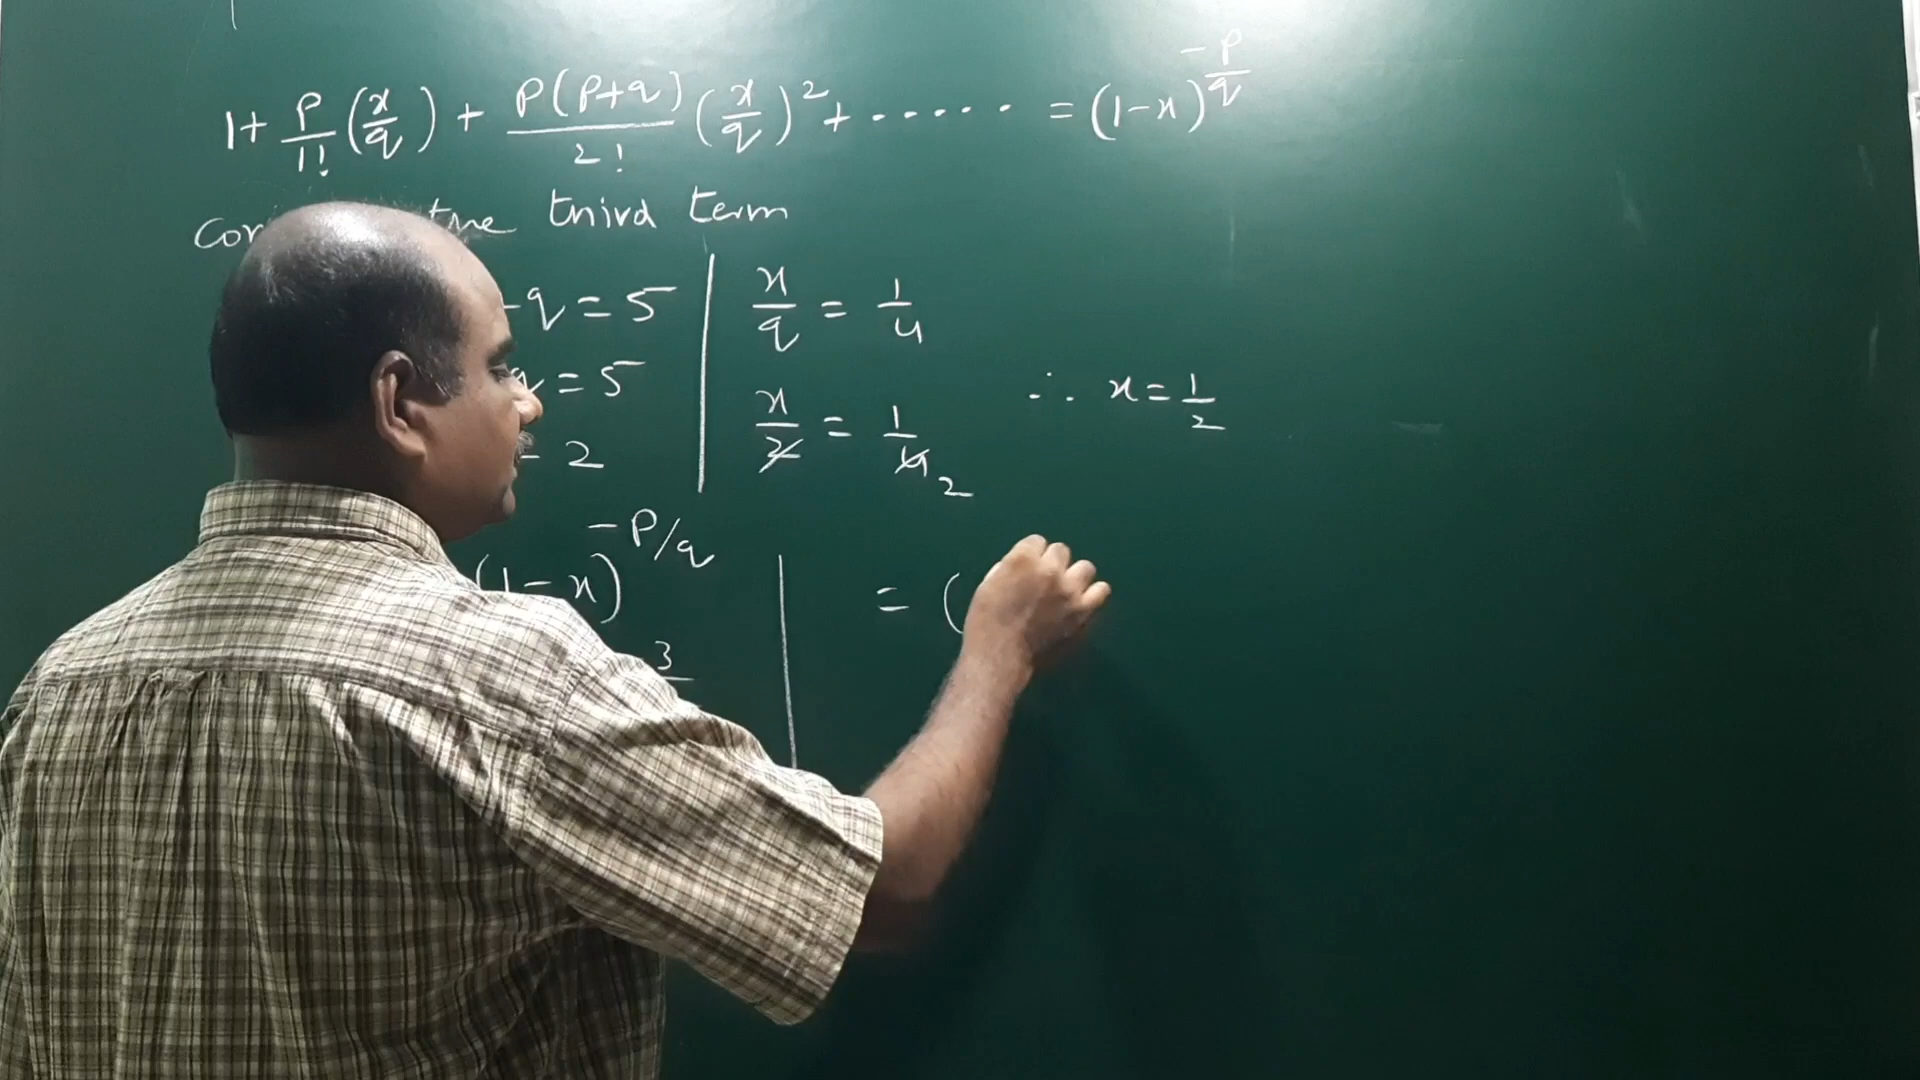 1 + P/1! (x/q) + P(P+q)/2! (x/q)² + ...... = (1-x)^(-P/q)
the third term
q = 5 | x/q = 1/4
= 5 ∴ x = 1/2
2 | x/2 = 1/4 2
(1-x)^(-P/q) | = (
3